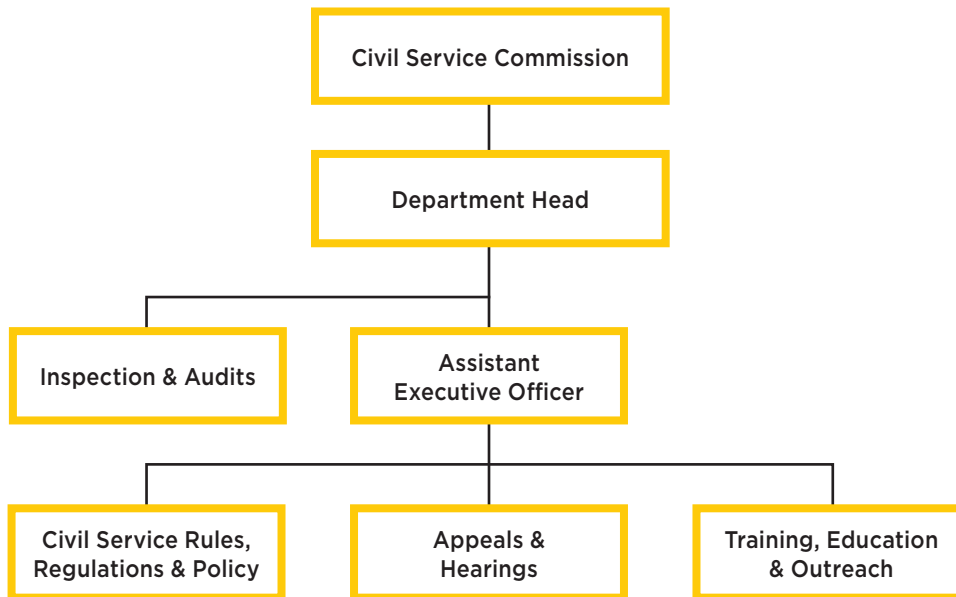 Civil Service Commission
Department Head
Inspection & Audits
Assistant
Executive Officer
Civil Service Rules,
Regulations & Policy
Appeals &
Hearings
Training, Education
& Outreach